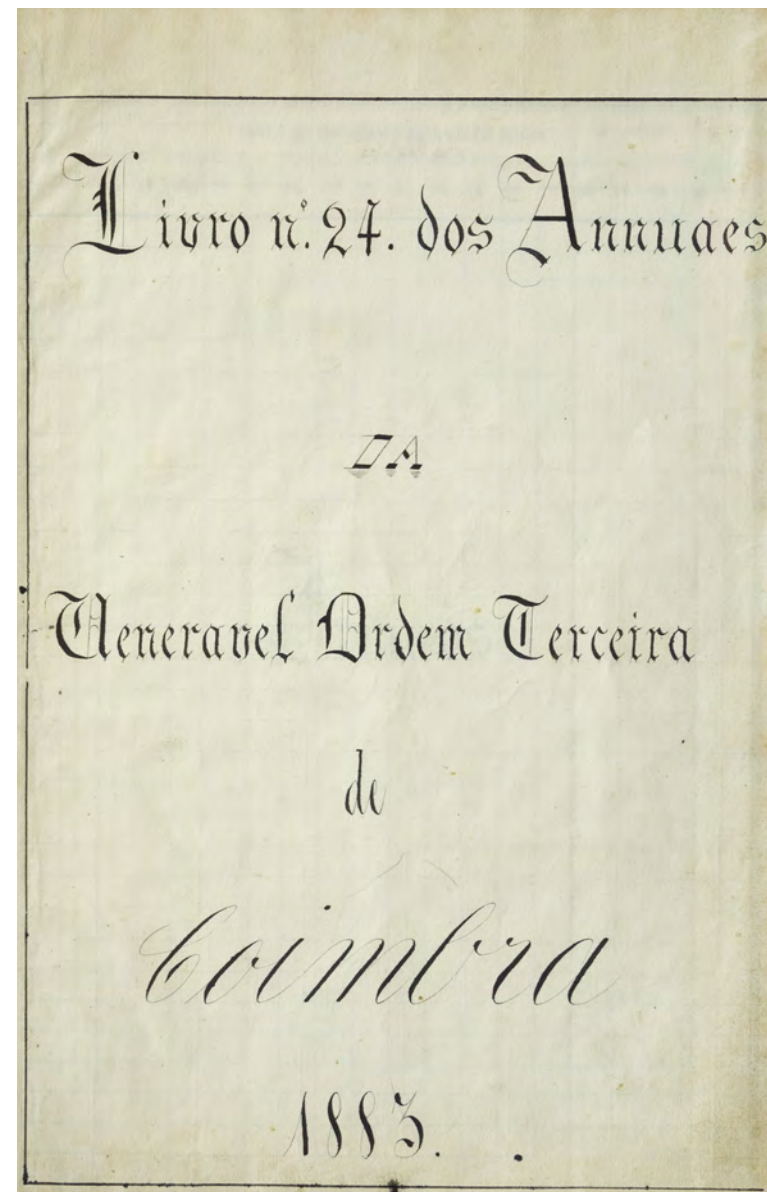 Livro n.º 24. dos Annuaes
DA
Veneravel Ordem Terceira
de
Coimbra
1883.